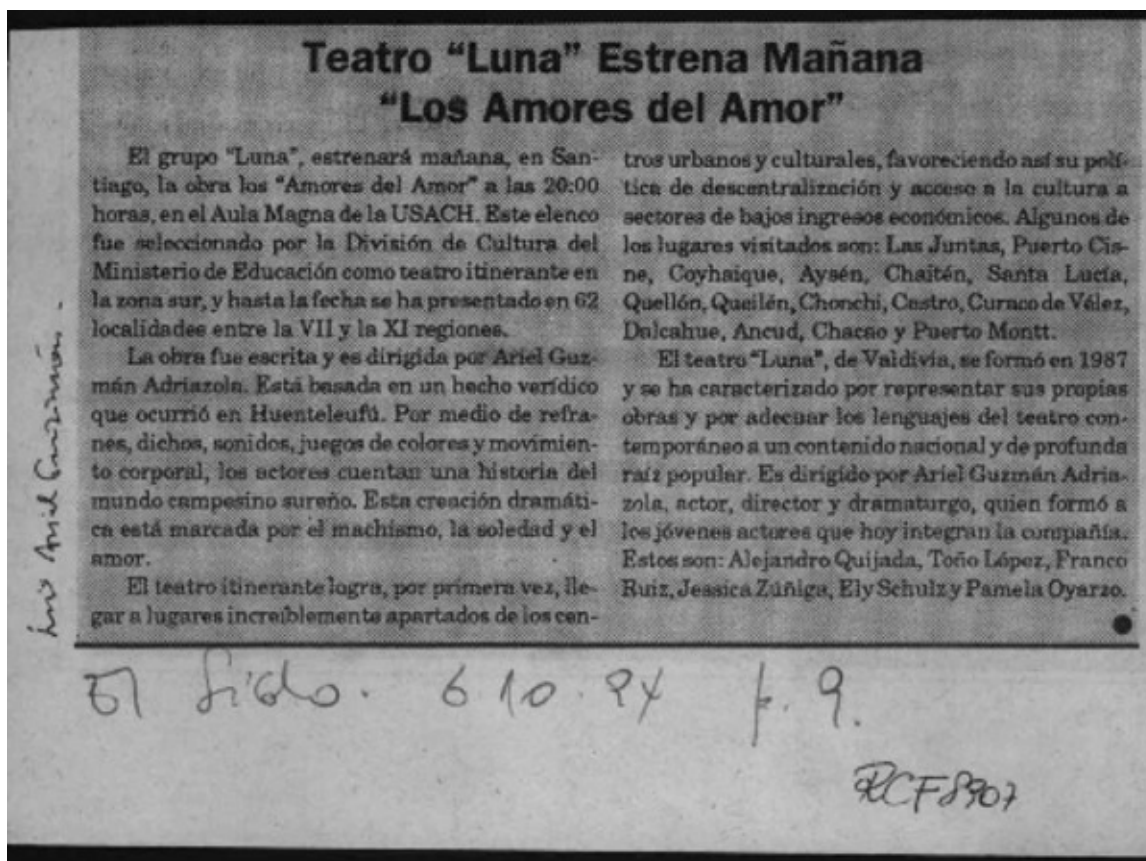 Teatro “Luna” Estrena Mañana
“Los Amores del Amor”
El grupo “Luna”, estrenará mañana, en San-
tiago, la obra los “Amores del Amor” a las 20:00
horas, en el Aula Magna de la USACH. Este elenco
fue seleccionado por la División de Cultura del
Ministerio de Educación como teatro itinerante en
la zona sur, y hasta la fecha se ha presentado en 62
localidades entre la VII y la XI regiones.
La obra fue escrita y es dirigida por Ariel Guz-
mán Adriazola. Está basada en un hecho verídico
que ocurrió en Huenteleufú. Por medio de refra-
nes, dichos, sonidos, juegos de colores y movimien-
to corporal, los actores cuentan una historia del
mundo campesino sureño. Esta creación dramáti-
ca está marcada por el machismo, la soledad y el
amor.
El teatro itinerante logra, por primera vez, lle-
gar a lugares increíblemente apartados de los cen-
tros urbanos y culturales, favoreciendo así su polí-
tica de descentralización y acceso a la cultura a
sectores de bajos ingresos económicos. Algunos de
los lugares visitados son: Las Juntas, Puerto Cis-
ne, Coyhaique, Aysén, Chaitén, Santa Lucía,
Quellón, Queilén, Chonchi, Castro, Curaco de Vélez,
Dalcahue, Ancud, Chacao y Puerto Montt.
El teatro “Luna”, de Valdivia, se formó en 1987
y se ha caracterizado por representar sus propias
obras y por adecuar los lenguajes del teatro con-
temporáneo a un contenido nacional y de profunda
raíz popular. Es dirigido por Ariel Guzmán Adria-
zola, actor, director y dramaturgo, quien formó a
los jóvenes actores que hoy integran la compañía.
Estos son: Alejandro Quijada, Toño López, Franco
Ruiz, Jessica Zúñiga, Ely Schulz y Pamela Oyarzo.
Luis Ariel Guzmán.
El Siglo. 6.10.94 p. 9.
RCF8907